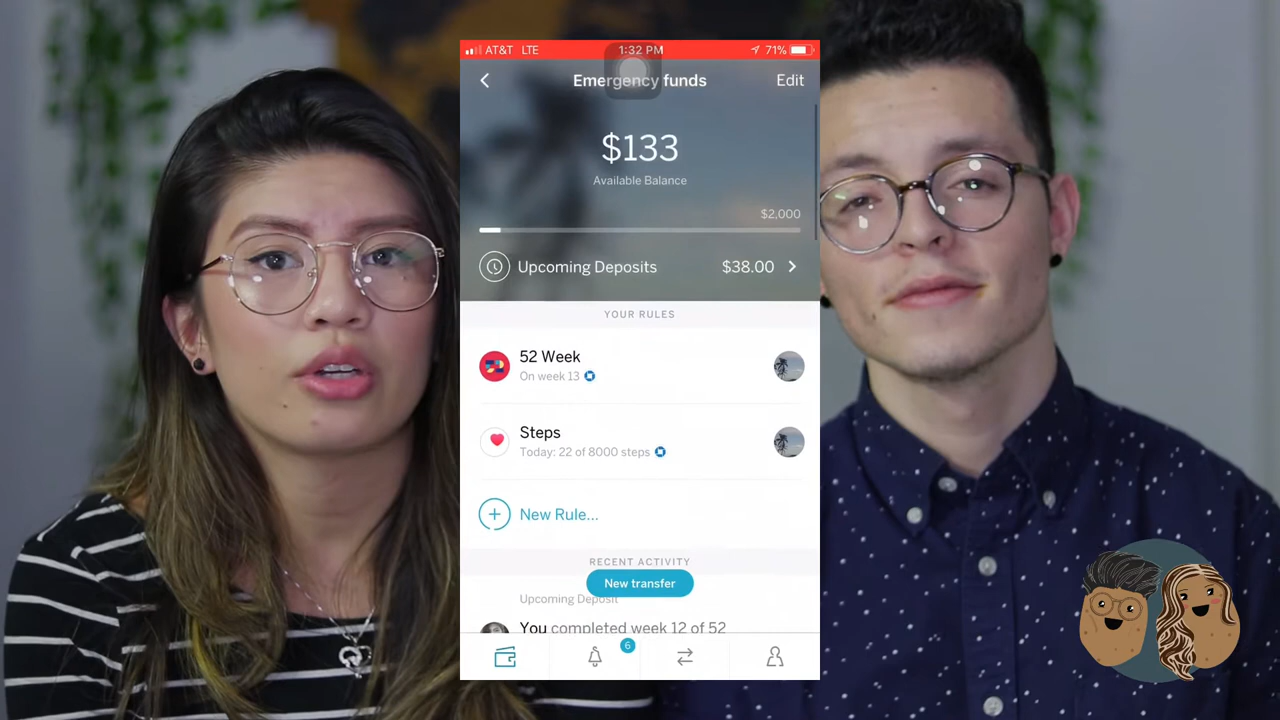 AT&T LTE 1:32 PM 71%
Emergency funds Edit
$133
Available Balance
$2,000
Upcoming Deposits $38.00
YOUR RULES
52 Week
On week 13
Steps
Today: 22 of 8000 steps
New Rule...
RECENT ACTIVITY
New transfer
Upcoming Deposit
You completed week 12 of 52
6